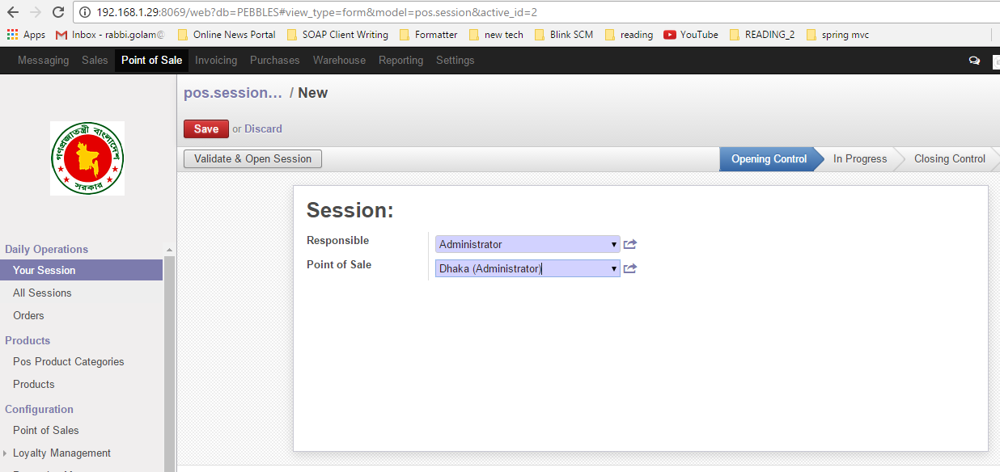 192.168.1.29:8069/web?db=PEBBLES#view_type=form&model=pos.session&active_id=2
Apps Inbox - rabbi.golam@ Online News Portal SOAP Client Writing Formatter new tech Blink SCM reading YouTube READING_2 spring mvc
Messaging Sales Point of Sale Invoicing Purchases Warehouse Reporting Settings
pos.session... / New
Save or Discard
Validate & Open Session Opening Control In Progress Closing Control
গণপ্রজাতন্ত্রী বাংলাদেশ
সরকার
Session:
Responsible Administrator
Point of Sale Dhaka (Administrator)
Daily Operations
Your Session
All Sessions
Orders
Products
Pos Product Categories
Products
Configuration
Point of Sales
Loyalty Management